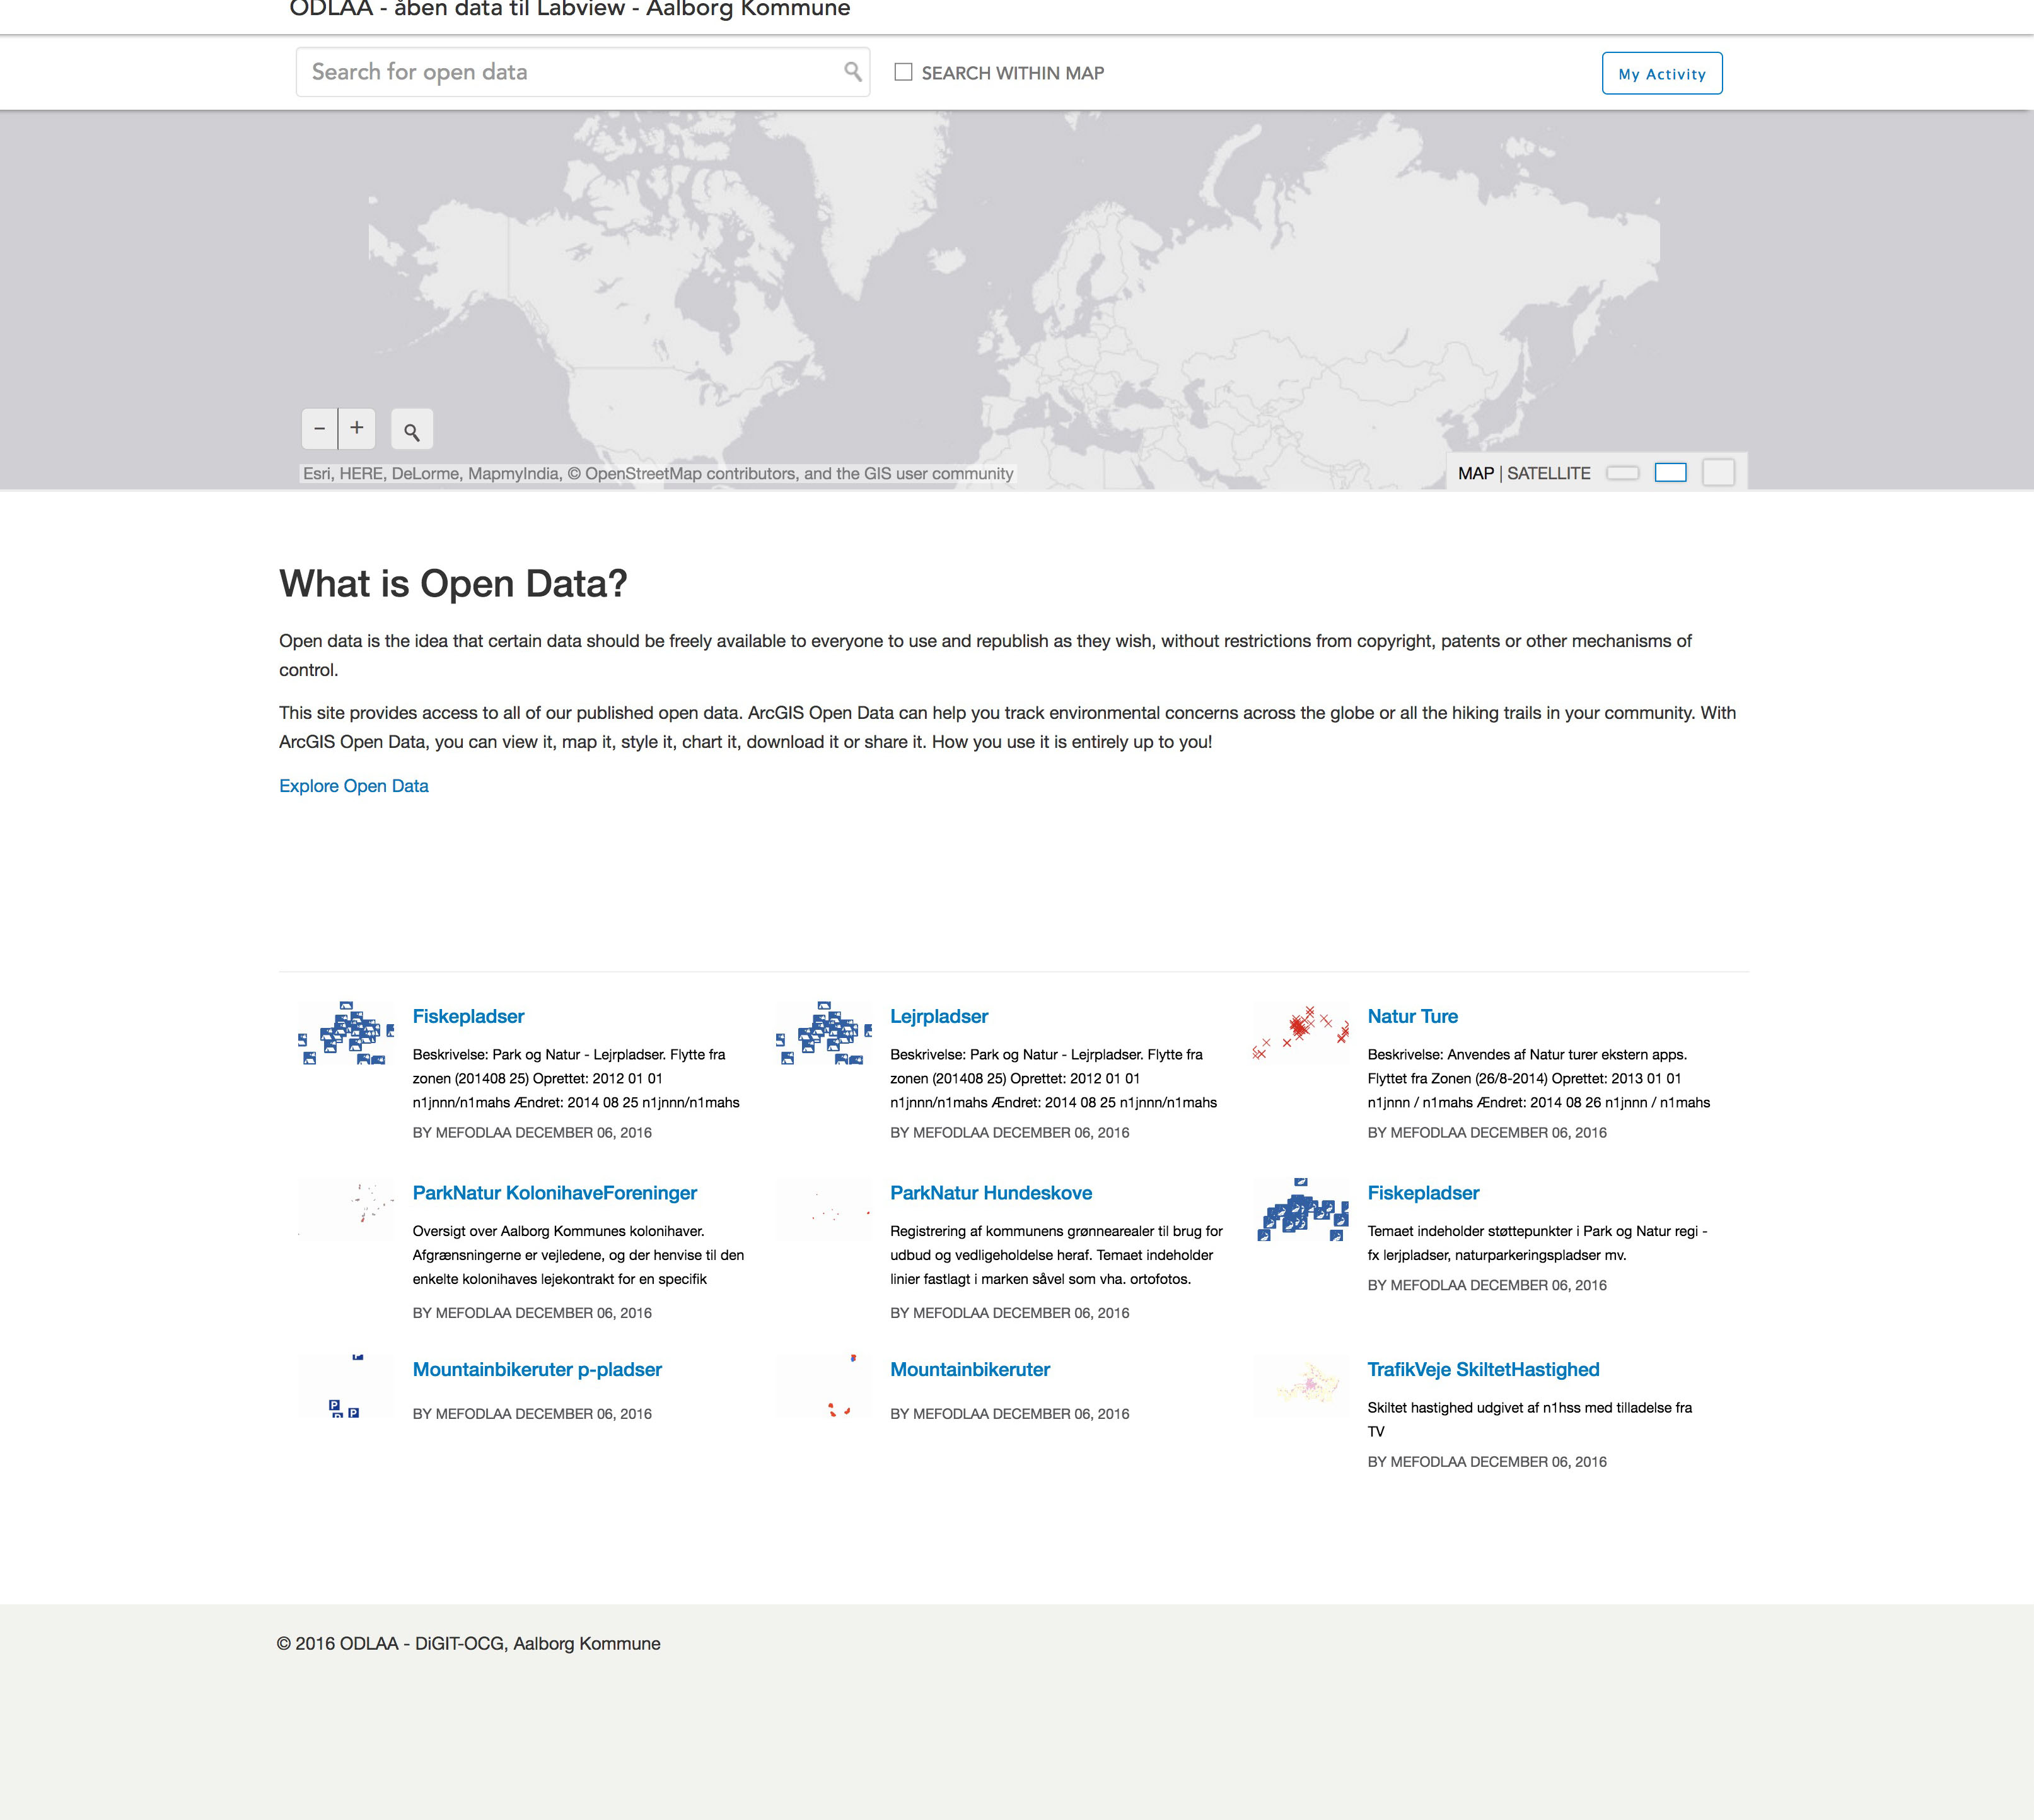 ODLAA - åben data til Labview - Aalborg Kommune
Search for open data
SEARCH WITHIN MAP
My Activity
− +
Esri, HERE, DeLorme, MapmyIndia, © OpenStreetMap contributors, and the GIS user community
MAP | SATELLITE
What is Open Data?
Open data is the idea that certain data should be freely available to everyone to use and republish as they wish, without restrictions from copyright, patents or other mechanisms of
control.
This site provides access to all of our published open data. ArcGIS Open Data can help you track environmental concerns across the globe or all the hiking trails in your community. With
ArcGIS Open Data, you can view it, map it, style it, chart it, download it or share it. How you use it is entirely up to you!
Explore Open Data
Fiskepladser
Beskrivelse: Park og Natur - Lejrpladser. Flytte fra
zonen (201408 25) Oprettet: 2012 01 01
n1jnnn/n1mahs Ændret: 2014 08 25 n1jnnn/n1mahs
BY MEFODLAA DECEMBER 06, 2016
Lejrpladser
Beskrivelse: Park og Natur - Lejrpladser. Flytte fra
zonen (201408 25) Oprettet: 2012 01 01
n1jnnn/n1mahs Ændret: 2014 08 25 n1jnnn/n1mahs
BY MEFODLAA DECEMBER 06, 2016
Natur Ture
Beskrivelse: Anvendes af Natur turer ekstern apps.
Flyttet fra Zonen (26/8-2014) Oprettet: 2013 01 01
n1jnnn / n1mahs Ændret: 2014 08 26 n1jnnn / n1mahs
BY MEFODLAA DECEMBER 06, 2016
ParkNatur KolonihaveForeninger
Oversigt over Aalborg Kommunes kolonihaver.
Afgrænsningerne er vejledene, og der henvise til den
enkelte kolonihaves lejekontrakt for en specifik
BY MEFODLAA DECEMBER 06, 2016
ParkNatur Hundeskove
Registrering af kommunens grønnearealer til brug for
udbud og vedligeholdelse heraf. Temaet indeholder
linier fastlagt i marken såvel som vha. ortofotos.
BY MEFODLAA DECEMBER 06, 2016
Fiskepladser
Temaet indeholder støttepunkter i Park og Natur regi -
fx lerjpladser, naturparkeringspladser mv.
BY MEFODLAA DECEMBER 06, 2016
Mountainbikeruter p-pladser
P
P
BY MEFODLAA DECEMBER 06, 2016
Mountainbikeruter
BY MEFODLAA DECEMBER 06, 2016
TrafikVeje SkiltetHastighed
Skiltet hastighed udgivet af n1hss med tilladelse fra
TV
BY MEFODLAA DECEMBER 06, 2016
© 2016 ODLAA - DiGIT-OCG, Aalborg Kommune